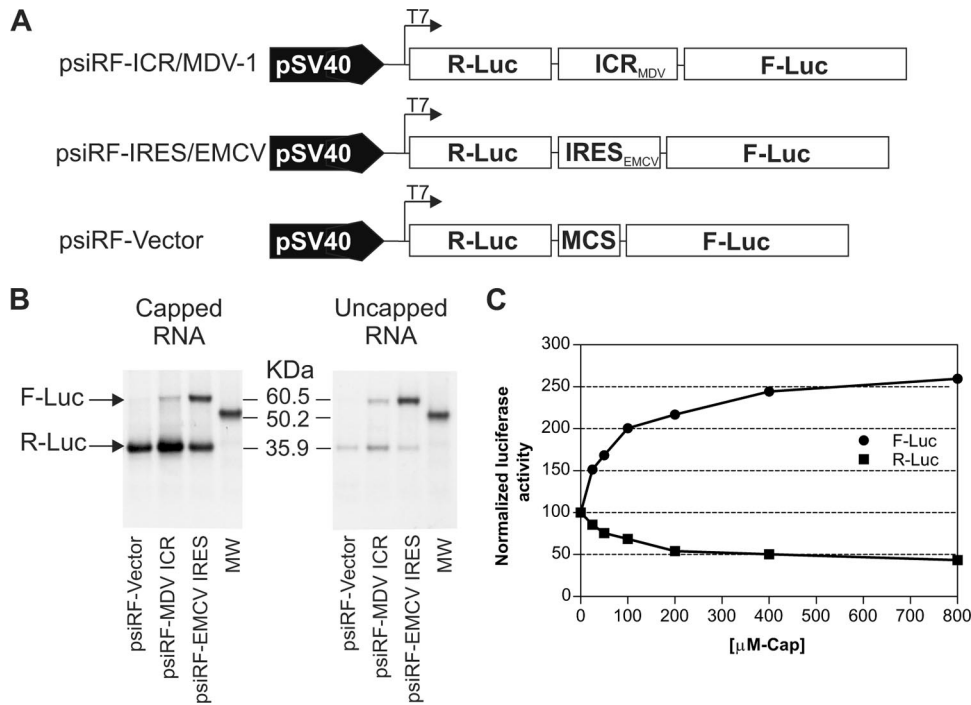 A
psiRF-ICR/MDV-1
pSV40
T7
R-Luc
ICRMDV
F-Luc
psiRF-IRES/EMCV
pSV40
T7
R-Luc
IRESEMCV
F-Luc
psiRF-Vector
pSV40
T7
R-Luc
MCS
F-Luc
B
Capped
RNA
Uncapped
RNA
KDa
F-Luc
60.5
50.2
R-Luc
35.9
psiRF-Vector
psiRF-MDV ICR
psiRF-EMCV IRES
MW
psiRF-Vector
psiRF-MDV ICR
psiRF-EMCV IRES
MW
C
Normalized luciferase
activity
300
250
200
150
100
50
0
F-Luc
R-Luc
0 100 200 300 400 500 600 700 800
[µM-Cap]